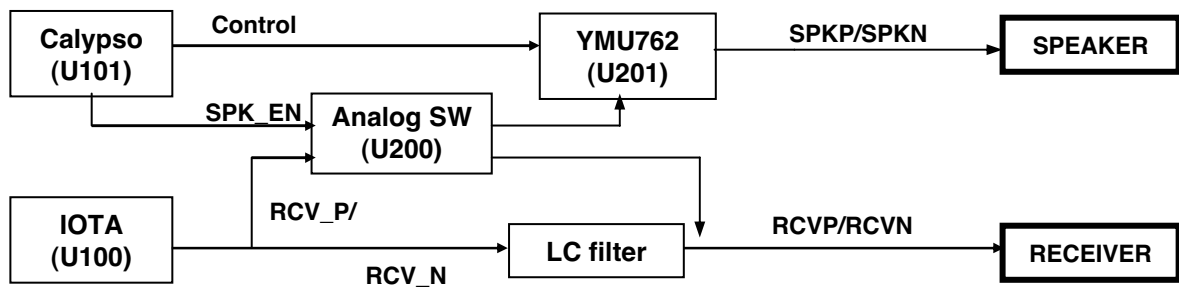 Calypso
(U101)
Control
YMU762
(U201)
SPKP/SPKN
SPEAKER
SPK_EN
Analog SW
(U200)
IOTA
(U100)
RCV_P/
RCV_N
LC filter
RCVP/RCVN
RECEIVER